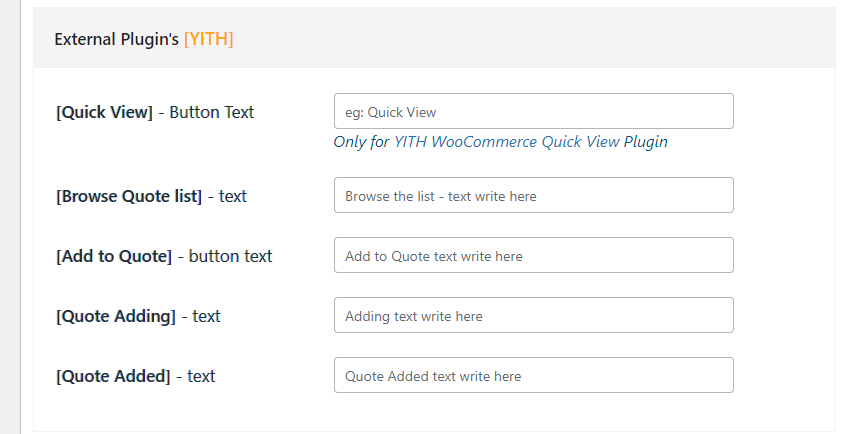 External Plugin's [YITH]
[Quick View] - Button Text
eg: Quick View
Only for YITH WooCommerce Quick View Plugin
[Browse Quote list] - text
Browse the list - text write here
[Add to Quote] - button text
Add to Quote text write here
[Quote Adding] - text
Adding text write here
[Quote Added] - text
Quote Added text write here